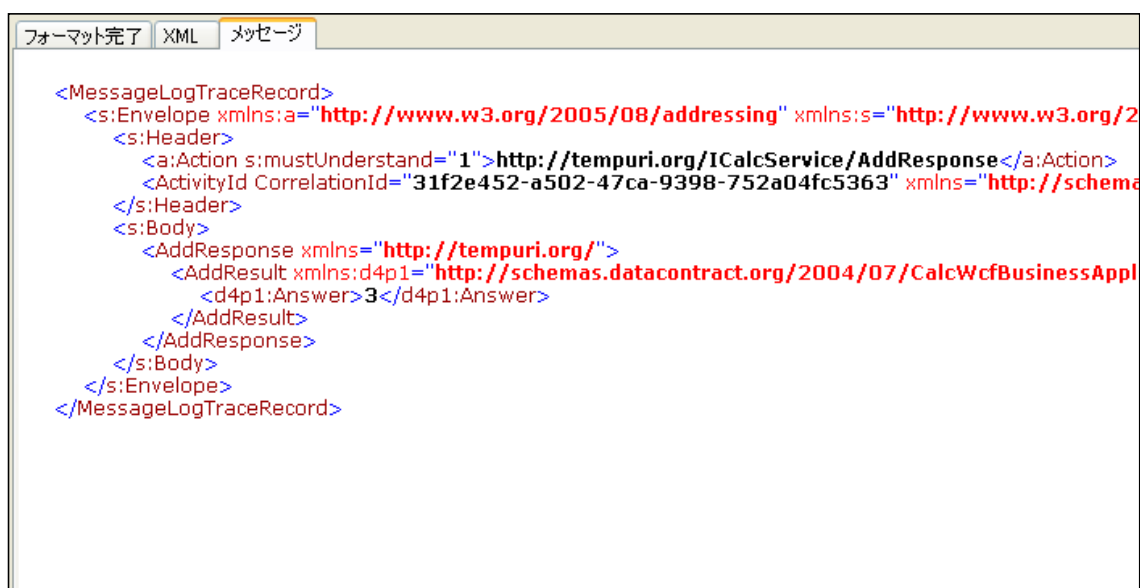 フォーマット完了 XML メッセージ
<MessageLogTraceRecord>
<s:Envelope xmlns:a="http://www.w3.org/2005/08/addressing" xmlns:s="http://www.w3.org/2
<s:Header>
<a:Action s:mustUnderstand="1">http://tempuri.org/ICalcService/AddResponse</a:Action>
<ActivityId CorrelationId="31f2e452-a502-47ca-9398-752a04fc5363" xmlns="http://schema
</s:Header>
<s:Body>
<AddResponse xmlns="http://tempuri.org/">
<AddResult xmlns:d4p1="http://schemas.datacontract.org/2004/07/CalcWcfBusinessAppl
<d4p1:Answer>3</d4p1:Answer>
</AddResult>
</AddResponse>
</s:Body>
</s:Envelope>
</MessageLogTraceRecord>